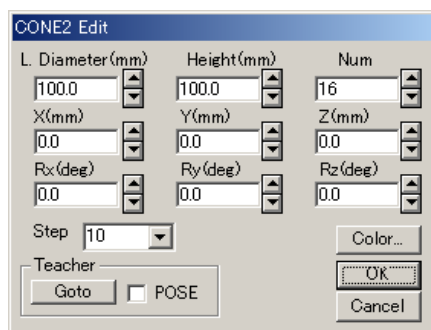 CONE2 Edit
L. Diameter(mm) Height(mm) Num
100.0 100.0 16
X(mm) Y(mm) Z(mm)
0.0 0.0 0.0
Rx(deg) Ry(deg) Rz(deg)
0.0 0.0 0.0
Step 10 Color...
Teacher OK
Goto POSE Cancel